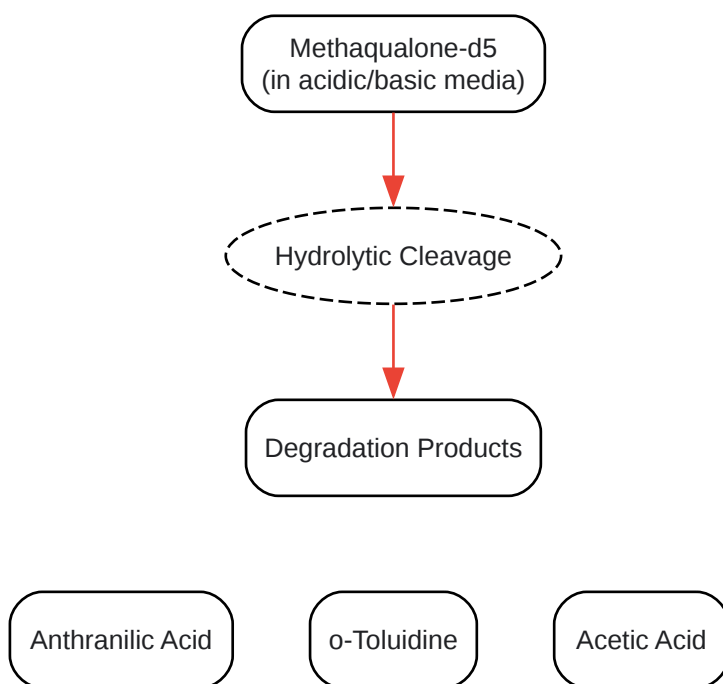 Methaqualone-d5
(in acidic/basic media)
Hydrolytic Cleavage
Degradation Products
Anthranilic Acid
o-Toluidine
Acetic Acid